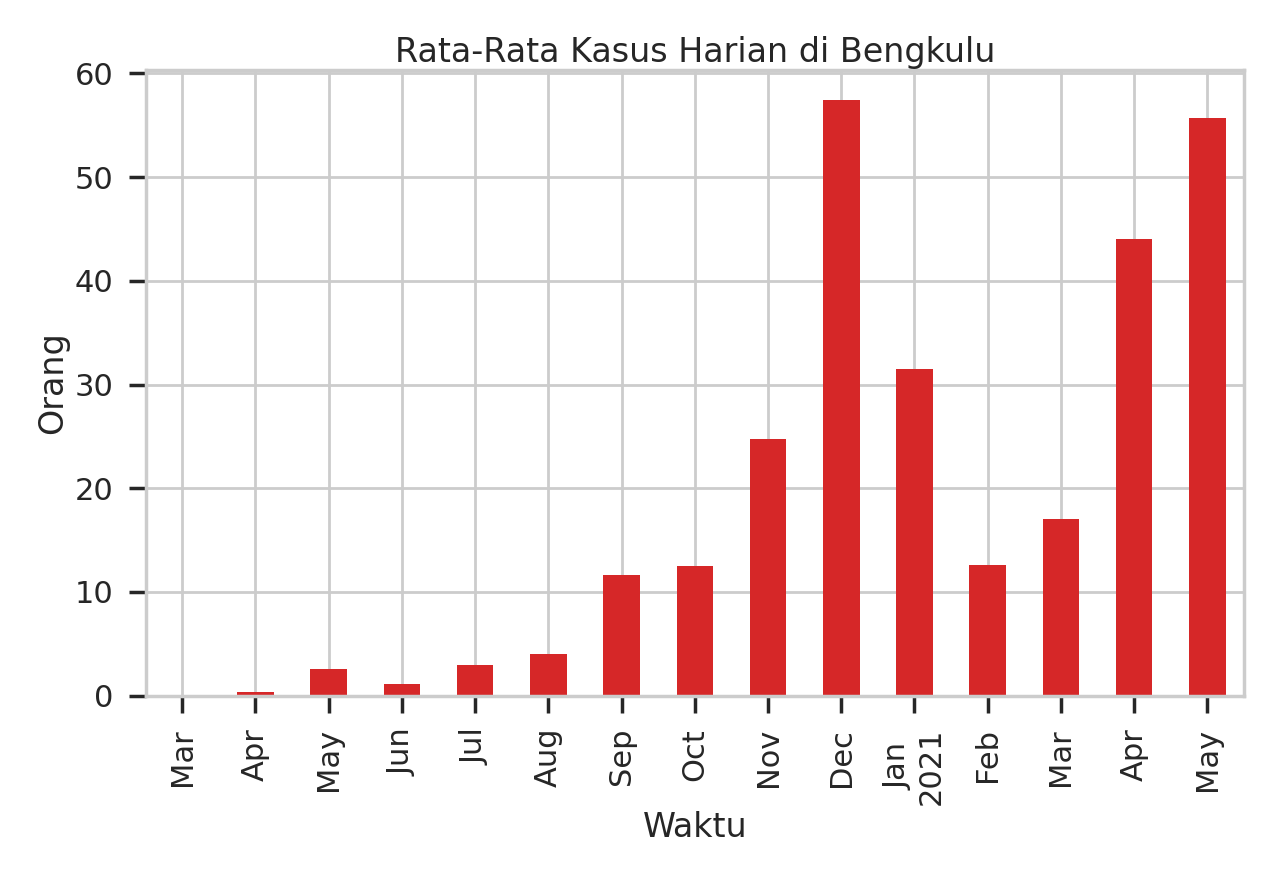 Rata-Rata Kasus Harian di Bengkulu
60
50
40
30
20
10
0
Orang
Mar
Apr
May
Jun
Jul
Aug
Sep
Oct
Nov
Dec
Jan
2021
Feb
Mar
Apr
May
Waktu